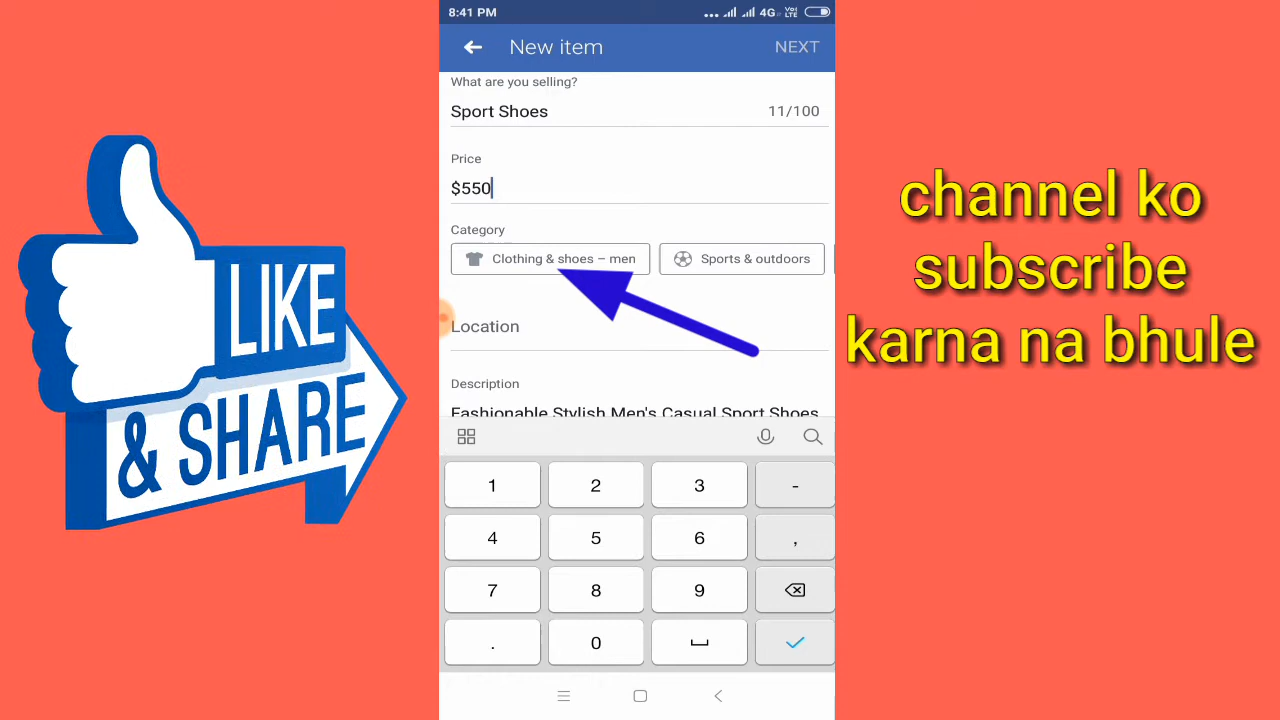 8:41 PM
4G
Vo)
LTE
New item
NEXT
What are you selling?
Sport Shoes
11/100
Price
$550
Category
Clothing & shoes – men
Sports & outdoors
Location
Description
Fashionable Stylish Men's Casual Sport Shoes
1 2 3 -
4 5 6 ,
7 8 9
. 0
LIKE
& SHARE
channel ko
subscribe
karna na bhule